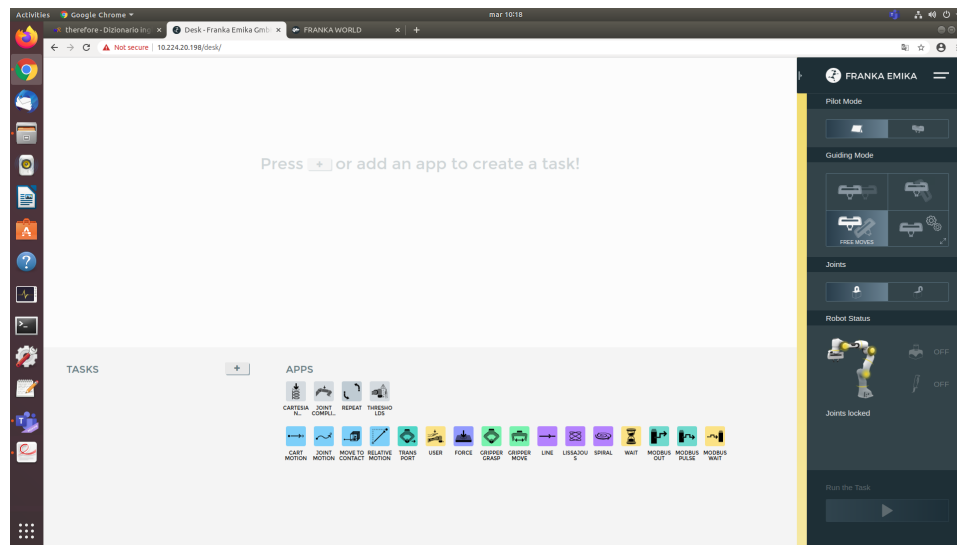 Activities Google Chrome mar 10:18
therefore - Dizionario ing Desk - Franka Emika Gmb FRANKA WORLD
Not secure 10.224.20.198/desk/
FRANKA EMIKA
Pilot Mode
Press + or add an app to create a task!
Guiding Mode
FREE MOVES
Joints
Robot Status
OFF
OFF
Joints locked
TASKS + APPS
CARTESIA N... JOINT COMPLI... REPEAT THRESHO LDS
CART MOTION JOINT MOTION MOVE TO CONTACT RELATIVE MOTION TRANS PORT USER FORCE GRIPPER GRASP GRIPPER MOVE LINE LISSAJOU S SPIRAL WAIT MODBUS OUT MODBUS PULSE MODBUS WAIT
Run the Task